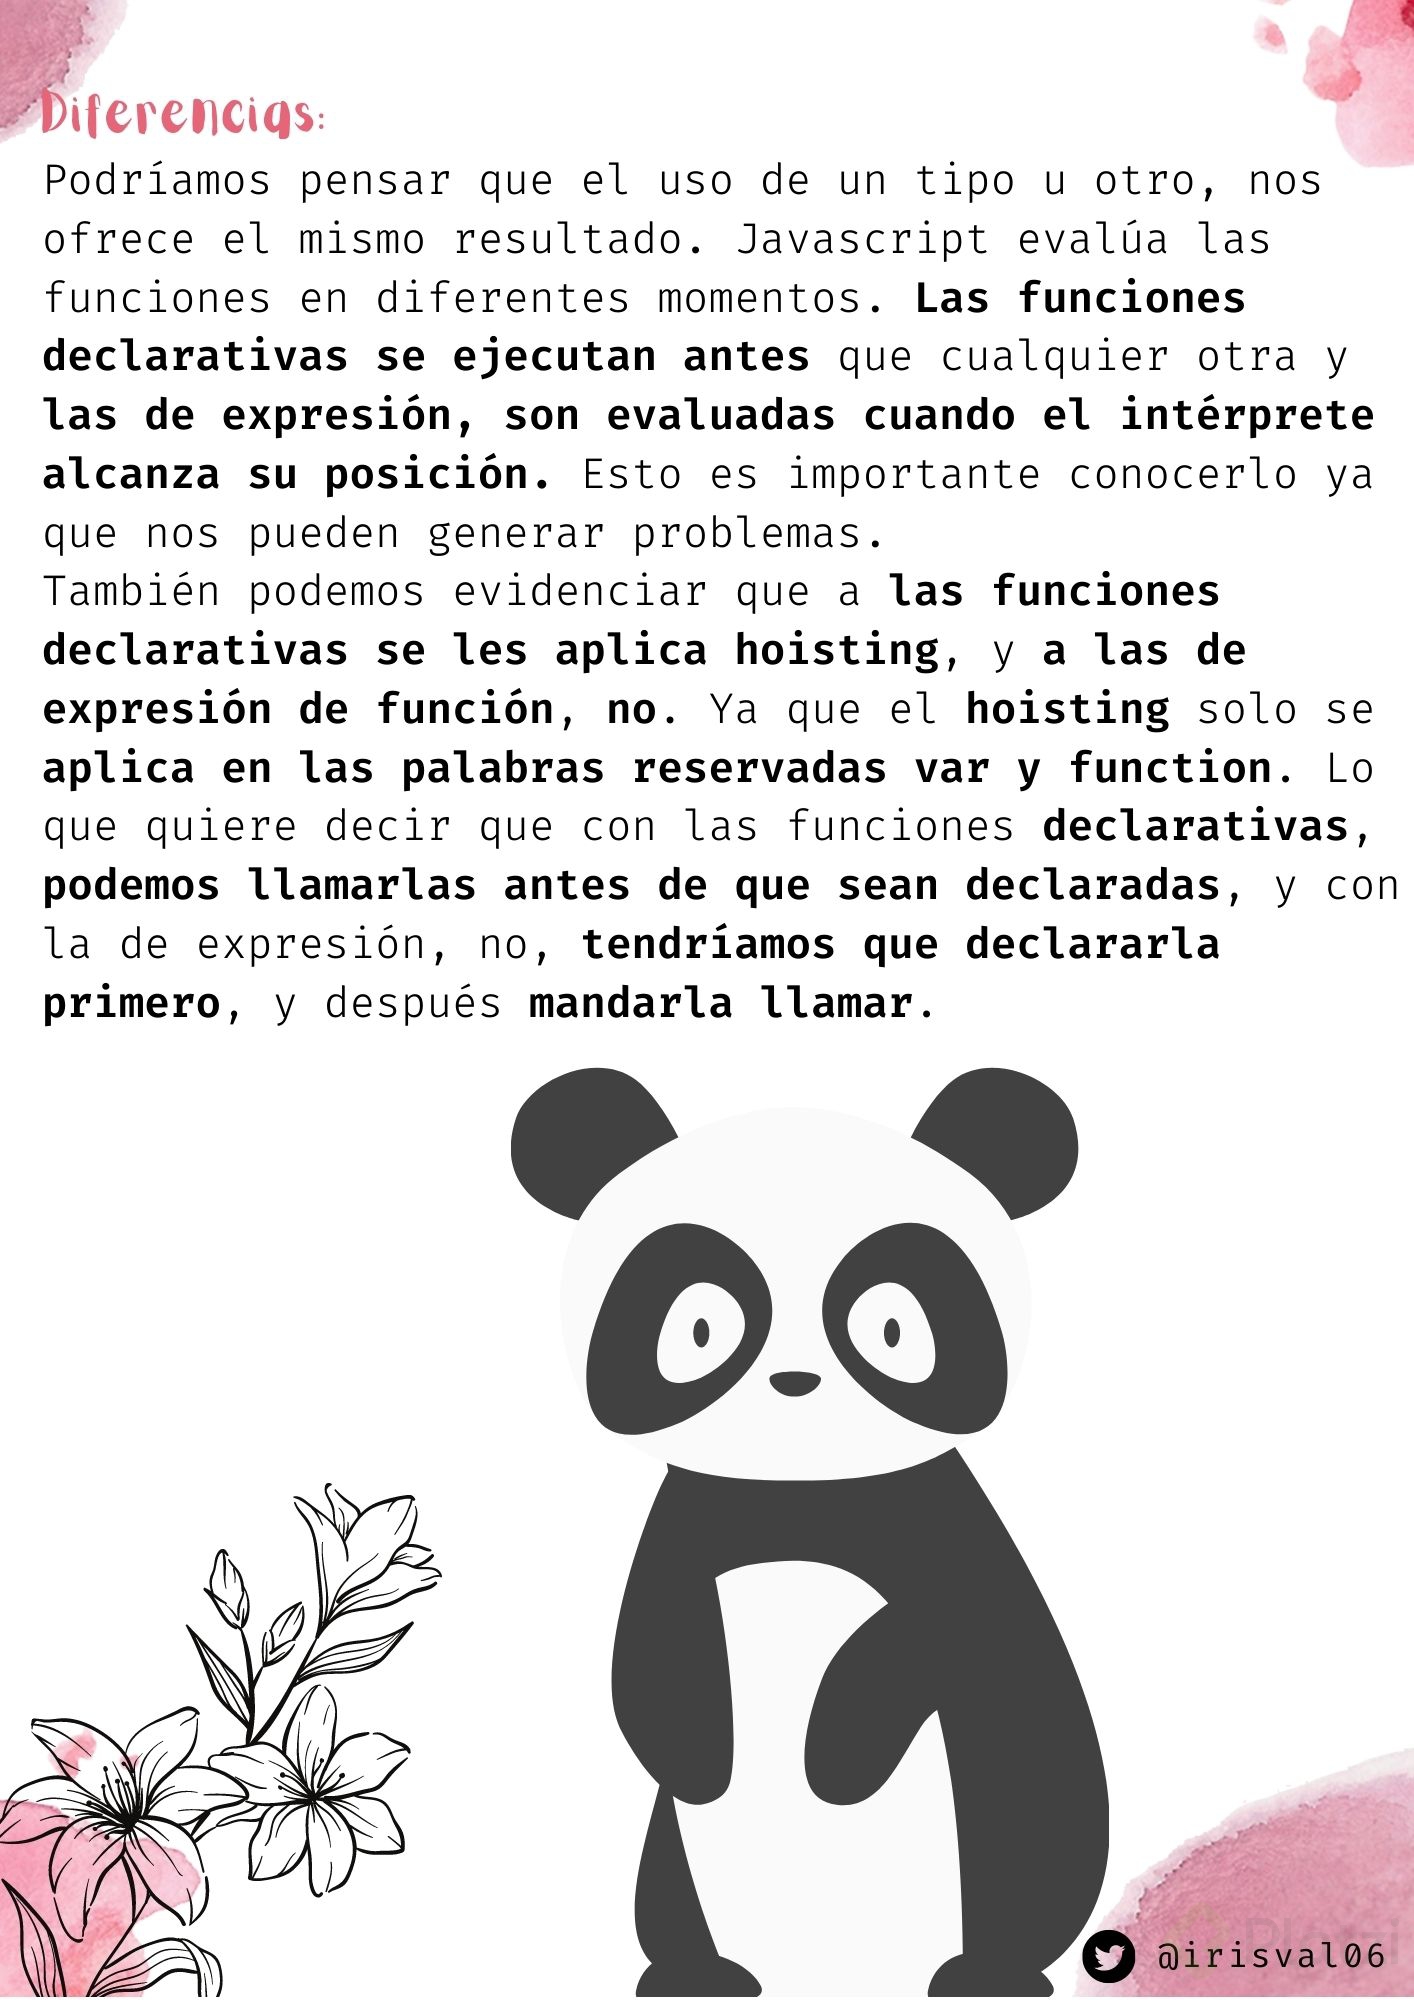 Diferencias:
Podríamos pensar que el uso de un tipo u otro, nos
ofrece el mismo resultado. Javascript evalúa las
funciones en diferentes momentos. Las funciones
declarativas se ejecutan antes que cualquier otra y
las de expresión, son evaluadas cuando el intérprete
alcanza su posición. Esto es importante conocerlo ya
que nos pueden generar problemas.
También podemos evidenciar que a las funciones
declarativas se les aplica hoisting, y a las de
expresión de función, no. Ya que el hoisting solo se
aplica en las palabras reservadas var y function. Lo
que quiere decir que con las funciones declarativas,
podemos llamarlas antes de que sean declaradas, y con
la de expresión, no, tendríamos que declararla
primero, y después mandarla llamar.
@irisval06